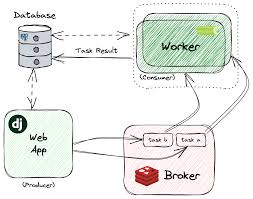 Database
Worker
Task Result
(Consumer)
dj
Web
App
(Producer)
task b
task a
Broker